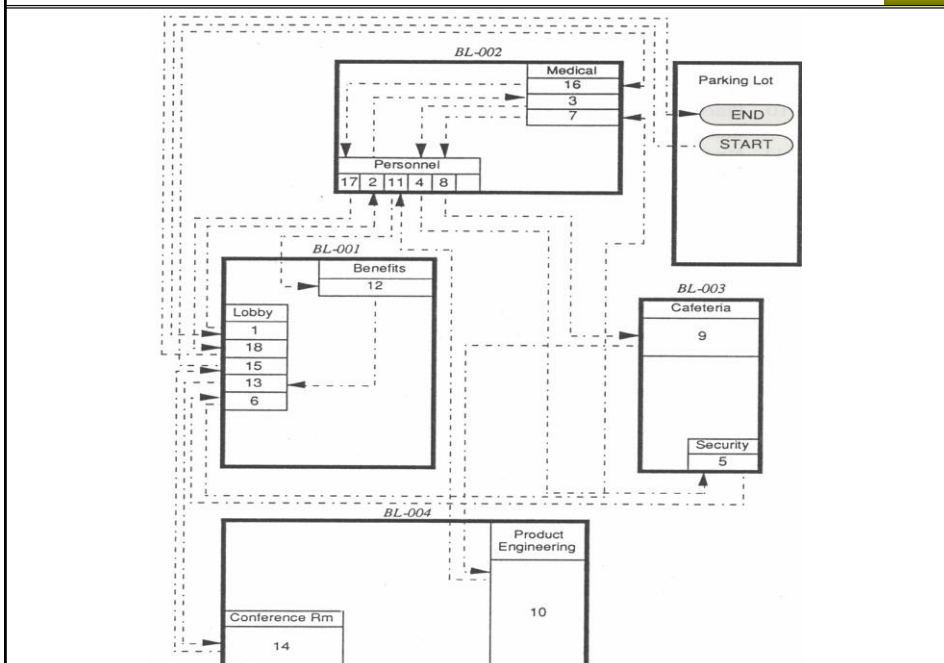 BL-002
Medical
16
3
7
Personnel
17 2 11 4 8
Parking Lot
END
START
BL-001
Benefits
12
Lobby
1
18
15
13
6
BL-003
Cafeteria
9
Security
5
BL-004
Product
Engineering
10
Conference Rm
14